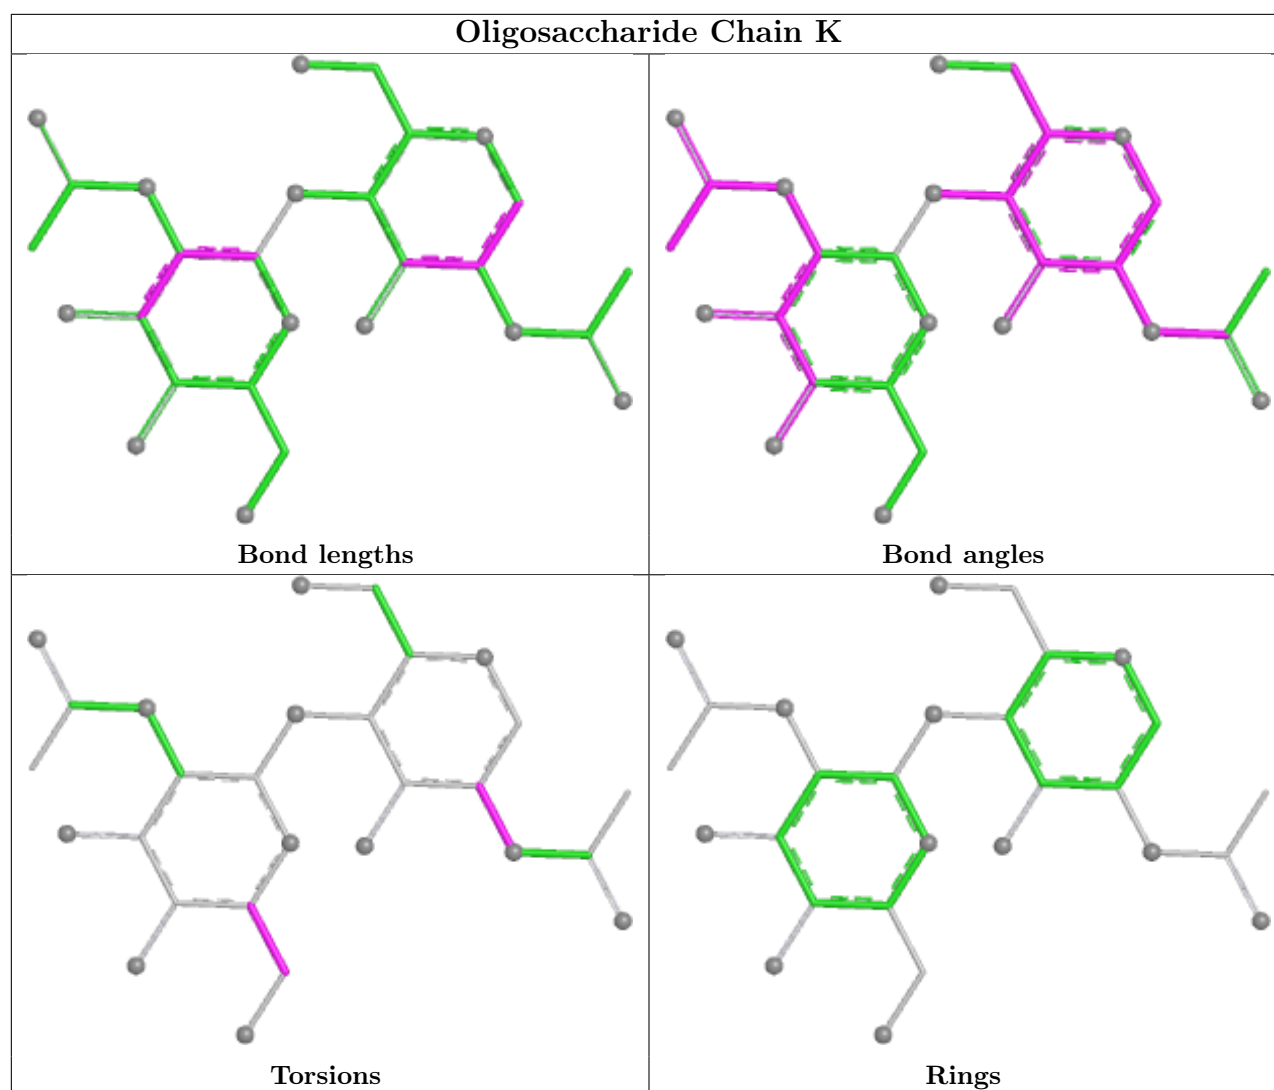 Oligosaccharide Chain K
Bond lengths
Bond angles
Torsions
Rings